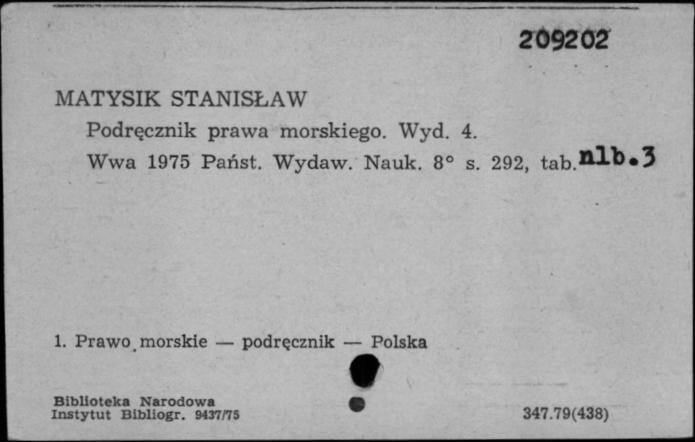 209202
MATYSIK STANISŁAW
Podręcznik prawa morskiego. Wyd. 4.
Wwa 1975 Państ. Wydaw. Nauk. 8° s. 292, tab. nlb. 3
1. Prawo morskie — podręcznik — Polska
Biblioteka Narodowa
Instytut Bibliogr. 9437/75
347.79(438)